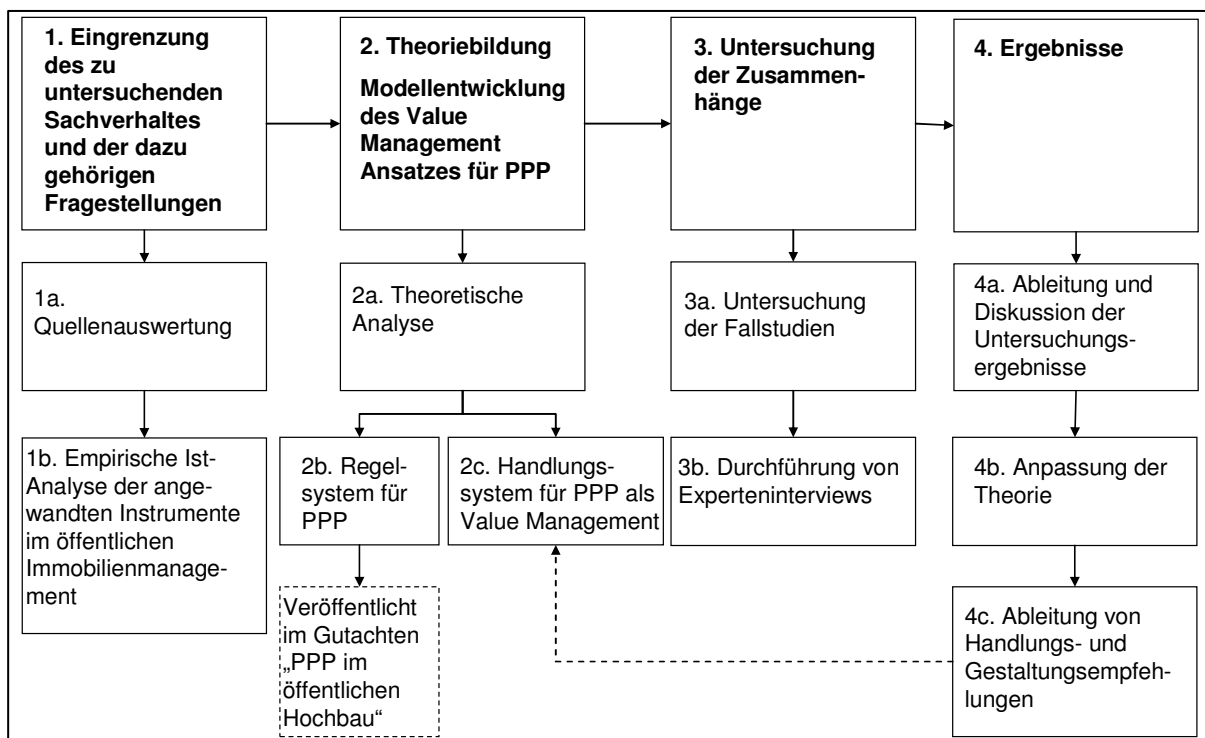 1. Eingrenzung
des zu
untersuchenden
Sachverhaltes
und der dazu
gehörigen
Fragestellungen
2. Theoriebildung
Modellentwicklung
des Value
Management
Ansatzes für PPP
3. Untersuchung
der Zusammen-
hänge
4. Ergebnisse
1a.
Quellenauswertung
2a. Theoretische
Analyse
3a. Untersuchung
der Fallstudien
4a. Ableitung und
Diskussion der
Untersuchungs-
ergebnisse
1b. Empirische Ist-
Analyse der ange-
wandten Instrumente
im öffentlichen
Immobilienmanage-
ment
2b. Regel-
system für
PPP
2c. Handlungs-
system für PPP als
Value Management
3b. Durchführung von
Experteninterviews
4b. Anpassung der
Theorie
Veröffentlicht
im Gutachten
„PPP im
öffentlichen
Hochbau“
4c. Ableitung von
Handlungs- und
Gestaltungsempfeh-
lungen